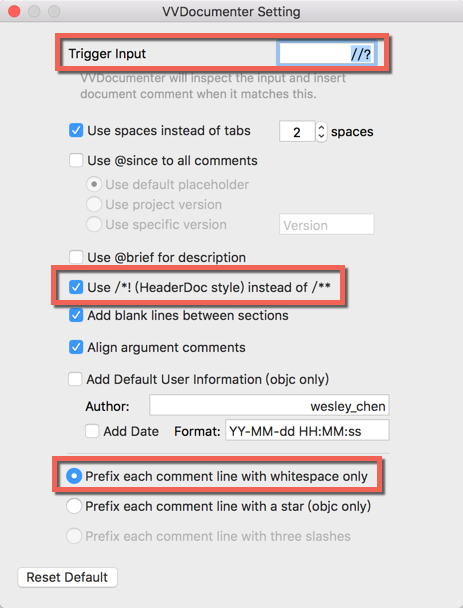 VVDocumenter Setting
Trigger Input //?
VVDocumenter will inspect the input and insert
document comment when it matches this.
Use spaces instead of tabs 2 spaces
Use @since to all comments
Use default placeholder
Use project version
Use specific version Version
Use @brief for description
Use /*! (HeaderDoc style) instead of /**
Add blank lines between sections
Align argument comments
Add Default User Information (objc only)
Author: wesley_chen
Add Date Format: YY-MM-dd HH:MM:ss
Prefix each comment line with whitespace only
Prefix each comment line with a star (objc only)
Prefix each comment line with three slashes
Reset Default